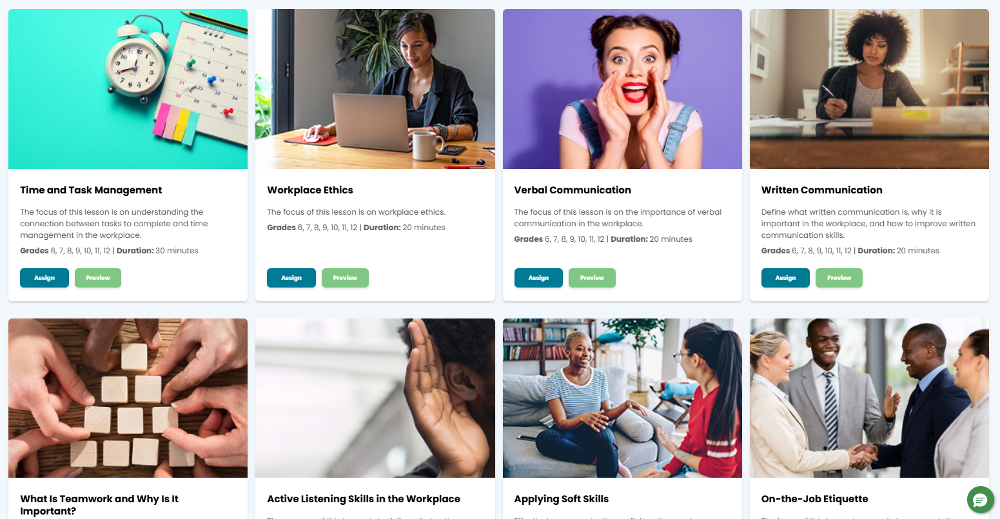 Time and Task Management
The focus of this lesson is on understanding the
connection between tasks to complete and time
management in the workplace.
Grades 6, 7, 8, 9, 10, 11, 12 | Duration: 30 minutes
Assign
Preview
Workplace Ethics
The focus of this lesson is on workplace ethics.
Grades 6, 7, 8, 9, 10, 11, 12 | Duration: 20 minutes
Assign
Preview
Verbal Communication
The focus of this lesson is on the importance of verbal
communication in the workplace.
Grades 6, 7, 8, 9, 10, 11, 12 | Duration: 20 minutes
Assign
Preview
Written Communication
Define what written communication is, why it is
important in the workplace, and how to improve written
communication skills.
Grades 6, 7, 8, 9, 10, 11, 12 | Duration: 20 minutes
Assign
Preview
What Is Teamwork and Why Is It
Important?
Active Listening Skills in the Workplace
Applying Soft Skills
On-the-Job Etiquette